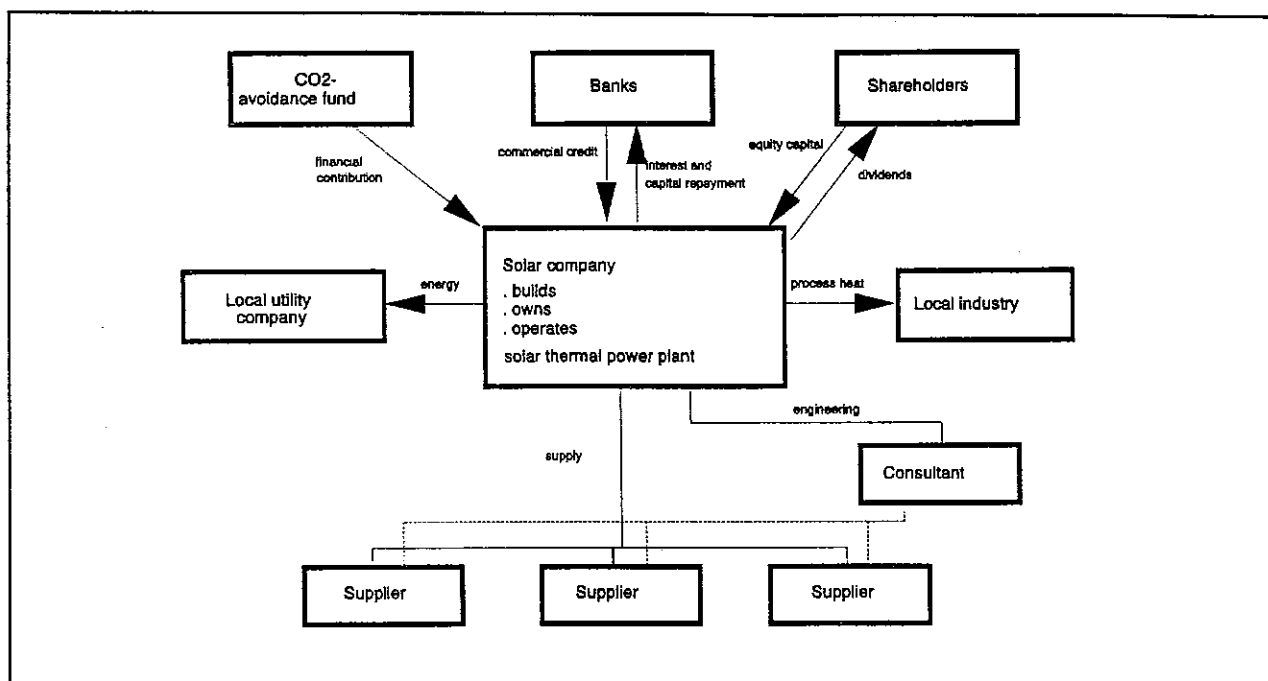 CO2-
avoidance fund
Banks
Shareholders
financial
contribution
commercial credit
interest and
capital repayment
equity capital
dividends
Solar company
. builds
. owns
. operates
solar thermal power plant
energy
Local utility
company
process heat
Local industry
engineering
supply
Consultant
Supplier
Supplier
Supplier